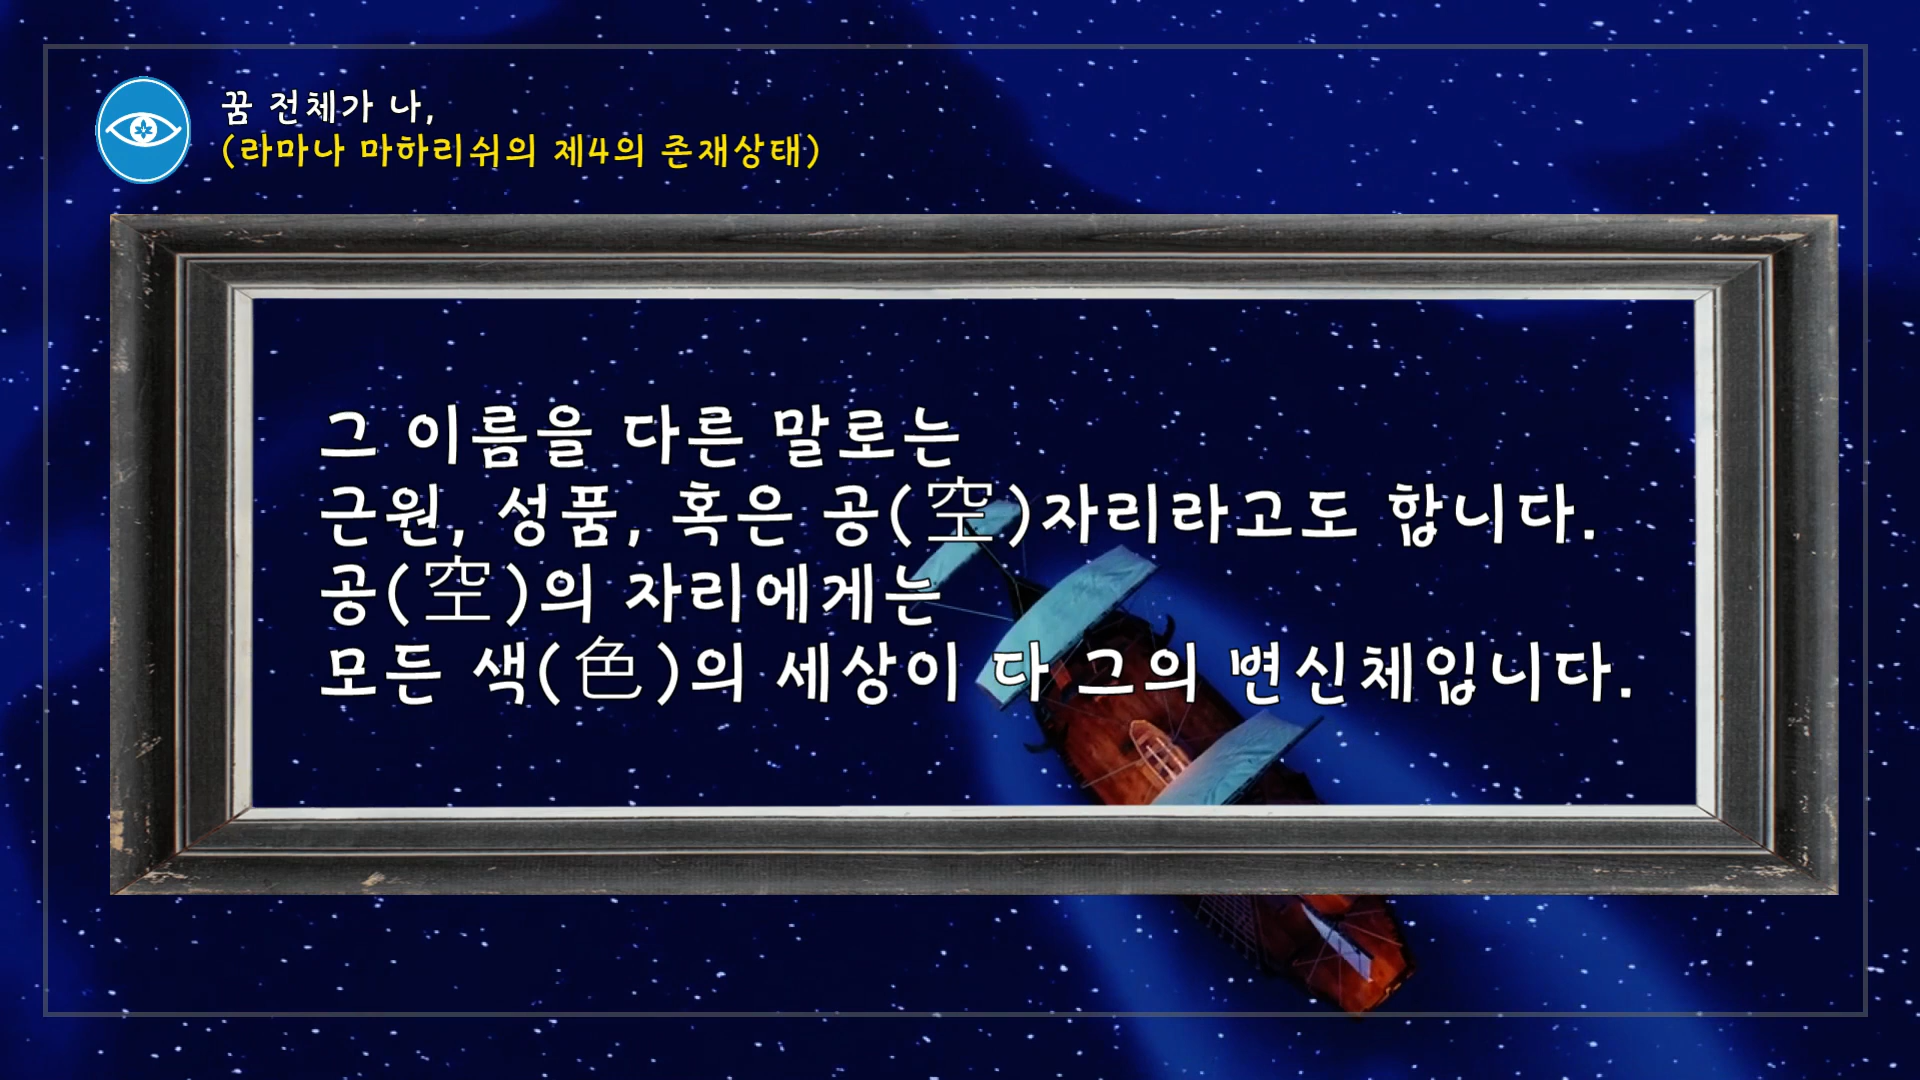 꿈 전체가 나,
(라마나 마하리쉬의 제4의 존재상태)
그 이름을 다른 말로는
근원, 성품, 혹은 공(空)자리라고도 합니다.
공(空)의 자리에게는
모든 색(色)의 세상이 다 그의 변신체입니다.